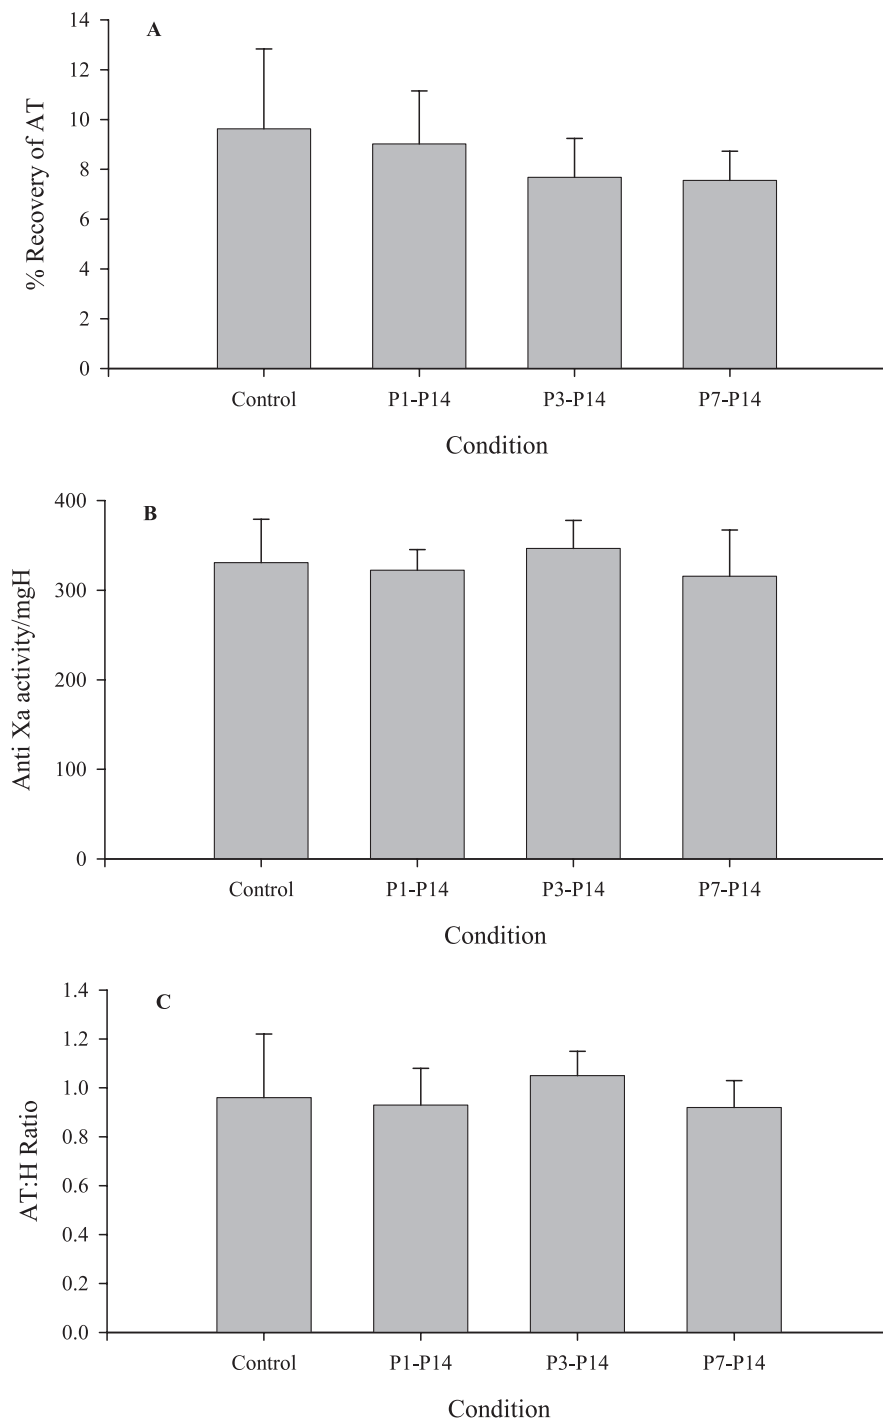 A
% Recovery of AT
14
12
10
8
6
4
2
0
Control P1-P14 P3-P14 P7-P14
Condition
B
Anti Xa activity/mgH
400
300
200
100
0
Control P1-P14 P3-P14 P7-P14
Condition
C
AT:H Ratio
1.4
1.2
1.0
0.8
0.6
0.4
0.2
0.0
Control P1-P14 P3-P14 P7-P14
Condition